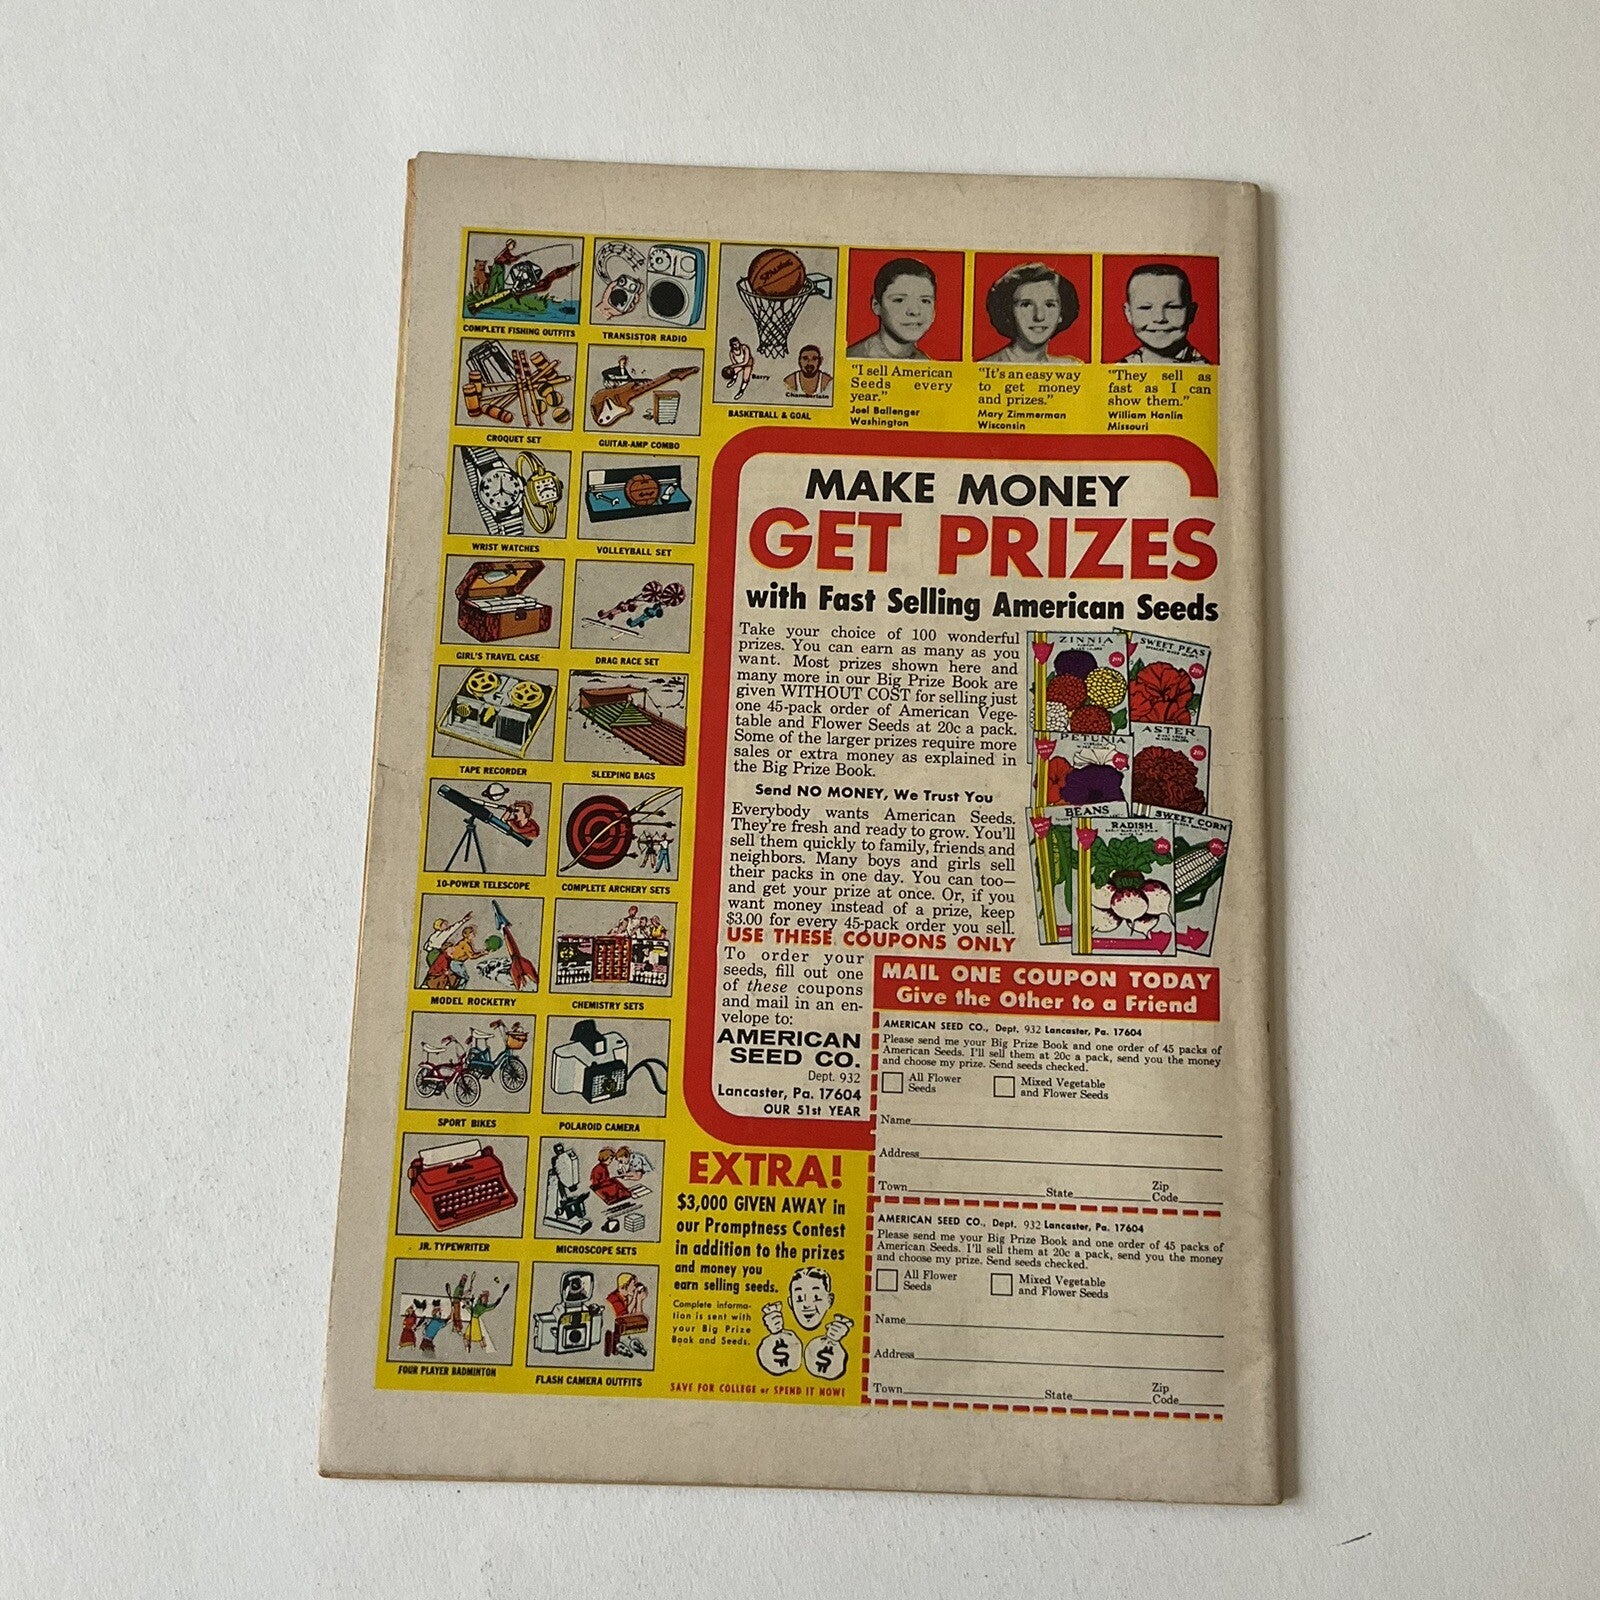 COMPLETE FISHING OUTFITS
TRANSISTOR RADIO
SPALDING
Barry
Chamberlain
BASKETBALL & GOAL
CROQUET SET
GUITAR-AMP COMBO
WRIST WATCHES
VOLLEYBALL SET
GIRL'S TRAVEL CASE
DRAG RACE SET
TAPE RECORDER
SLEEPING BAGS
10-POWER TELESCOPE
COMPLETE ARCHERY SETS
MODEL ROCKETRY
CHEMISTRY SETS
SPORT BIKES
POLAROID CAMERA
JR. TYPEWRITER
MICROSCOPE SETS
FOUR PLAYER BADMINTON
FLASH CAMERA OUTFITS
"I sell American
Seeds every
year."
Joel Ballenger
Washington
"It's an easy way
to get money
and prizes."
Mary Zimmerman
Wisconsin
"They sell as
fast as I can
show them."
William Hanlin
Missouri
MAKE MONEY
GET PRIZES
with Fast Selling American Seeds
Take your choice of 100 wonderful
prizes. You can earn as many as you
want. Most prizes shown here and
many more in our Big Prize Book are
given WITHOUT COST for selling just
one 45-pack order of American Vege-
table and Flower Seeds at 20c a pack.
Some of the larger prizes require more
sales or extra money as explained in
the Big Prize Book.
Send NO MONEY, We Trust You
Everybody wants American Seeds.
They're fresh and ready to grow. You'll
sell them quickly to family, friends and
neighbors. Many boys and girls sell
their packs in one day. You can too—
and get your prize at once. Or, if you
want money instead of a prize, keep
$3.00 for every 45-pack order you sell.
USE THESE COUPONS ONLY
To order your
seeds, fill out one
of these coupons
and mail in an en-
velope to:
AMERICAN
SEED CO.
Dept. 932
Lancaster, Pa. 17604
OUR 51st YEAR
ZINNIA
SWEET PEAS
PETUNIA
ASTER
BEANS
RADISH
SWEET CORN
MAIL ONE COUPON TODAY
Give the Other to a Friend
AMERICAN SEED CO., Dept. 932 Lancaster, Pa. 17604
Please send me your Big Prize Book and one order of 45 packs of
American Seeds. I'll sell them at 20c a pack, send you the money
and choose my prize. Send seeds checked.
All Flower
Seeds
Mixed Vegetable
and Flower Seeds
Name
Address
Town State Zip
Code
AMERICAN SEED CO., Dept. 932 Lancaster, Pa. 17604
Please send me your Big Prize Book and one order of 45 packs of
American Seeds. I'll sell them at 20c a pack, send you the money
and choose my prize. Send seeds checked.
All Flower
Seeds
Mixed Vegetable
and Flower Seeds
Name
Address
Town State Zip
Code
EXTRA!
$3,000 GIVEN AWAY in
our Promptness Contest
in addition to the prizes
and money you
earn selling seeds.
Complete informa-
tion is sent with
your Big Prize
Book and Seeds.
$ $
SAVE FOR COLLEGE or SPEND IT NOW!